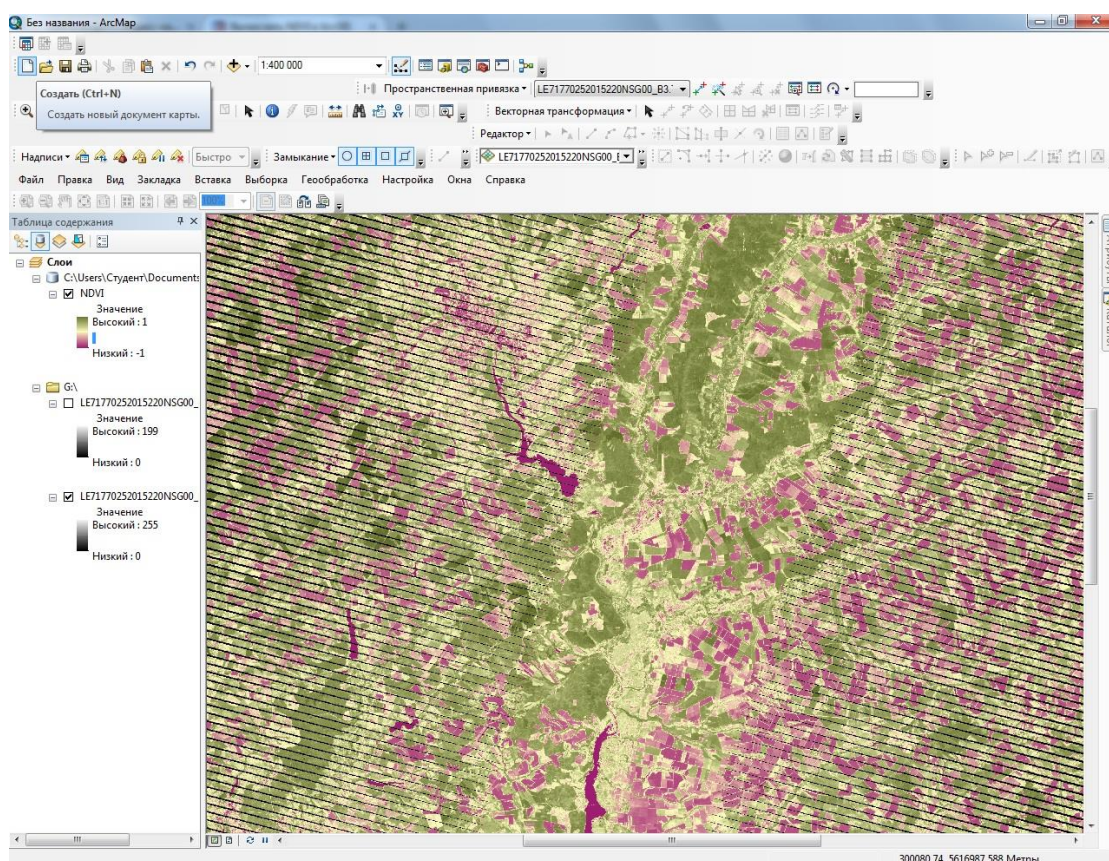 Без названия - ArcMap
1:400 000
Создать (Ctrl+N)
Создать новый документ карты.
Пространственная привязка
LE71770252015220NSG00_B3.
Векторная трансформация
Редактор
Надписи
Быстро
Замыкание
LE71770252015220NSG00_
Файл Правка Вид Закладка Вставка Выборка Геообработка Настройка Окна Справка
100%
Таблица содержания
Слои
C:\Users\Студент\Documents
NDVI
Значение
Высокий : 1
Низкий : -1
G:\
LE71770252015220NSG00_
Значение
Высокий : 199
Низкий : 0
LE71770252015220NSG00_
Значение
Высокий : 255
Низкий : 0
300080,74 5616987,588 Метры